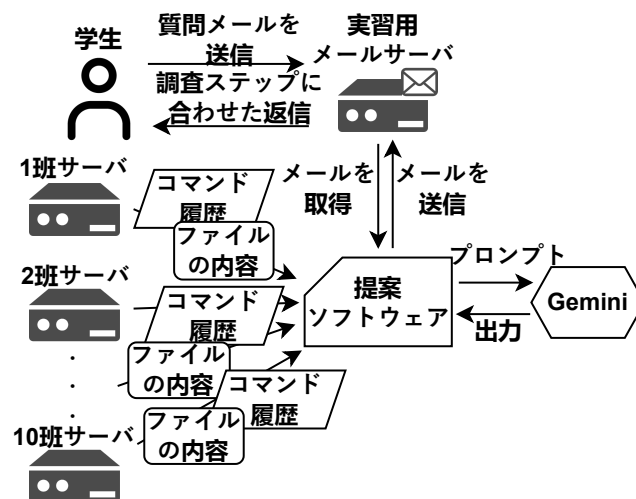 学生
質問メールを
送信
実習用
メールサーバ
調査ステップに
合わせた返信
1班サーバ
コマンド
履歴
ファイル
の内容
メールを
取得
メールを
送信
2班サーバ
コマンド
履歴
ファイル
の内容
提案
ソフトウェア
プロンプト
Gemini
出力
.
.
.
コマンド
履歴
10班サーバ
ファイル
の内容